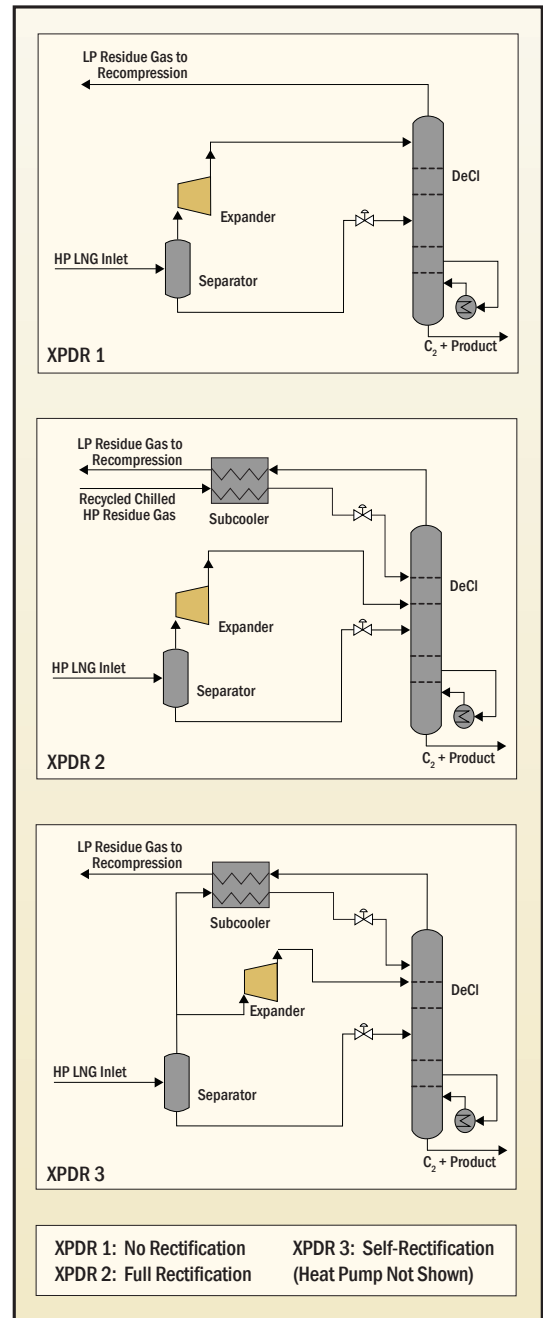 LP Residue Gas to
Recompression
DeCl
Expander
HP LNG Inlet
Separator
C2 + Product
XPDR 1
LP Residue Gas to
Recompression
Recycled Chilled
HP Residue Gas
Subcooler
DeCl
Expander
HP LNG Inlet
Separator
C2 + Product
XPDR 2
LP Residue Gas to
Recompression
Subcooler
DeCl
Expander
HP LNG Inlet
Separator
C2 + Product
XPDR 3
XPDR 1: No Rectification
XPDR 2: Full Rectification
XPDR 3: Self-Rectification
(Heat Pump Not Shown)